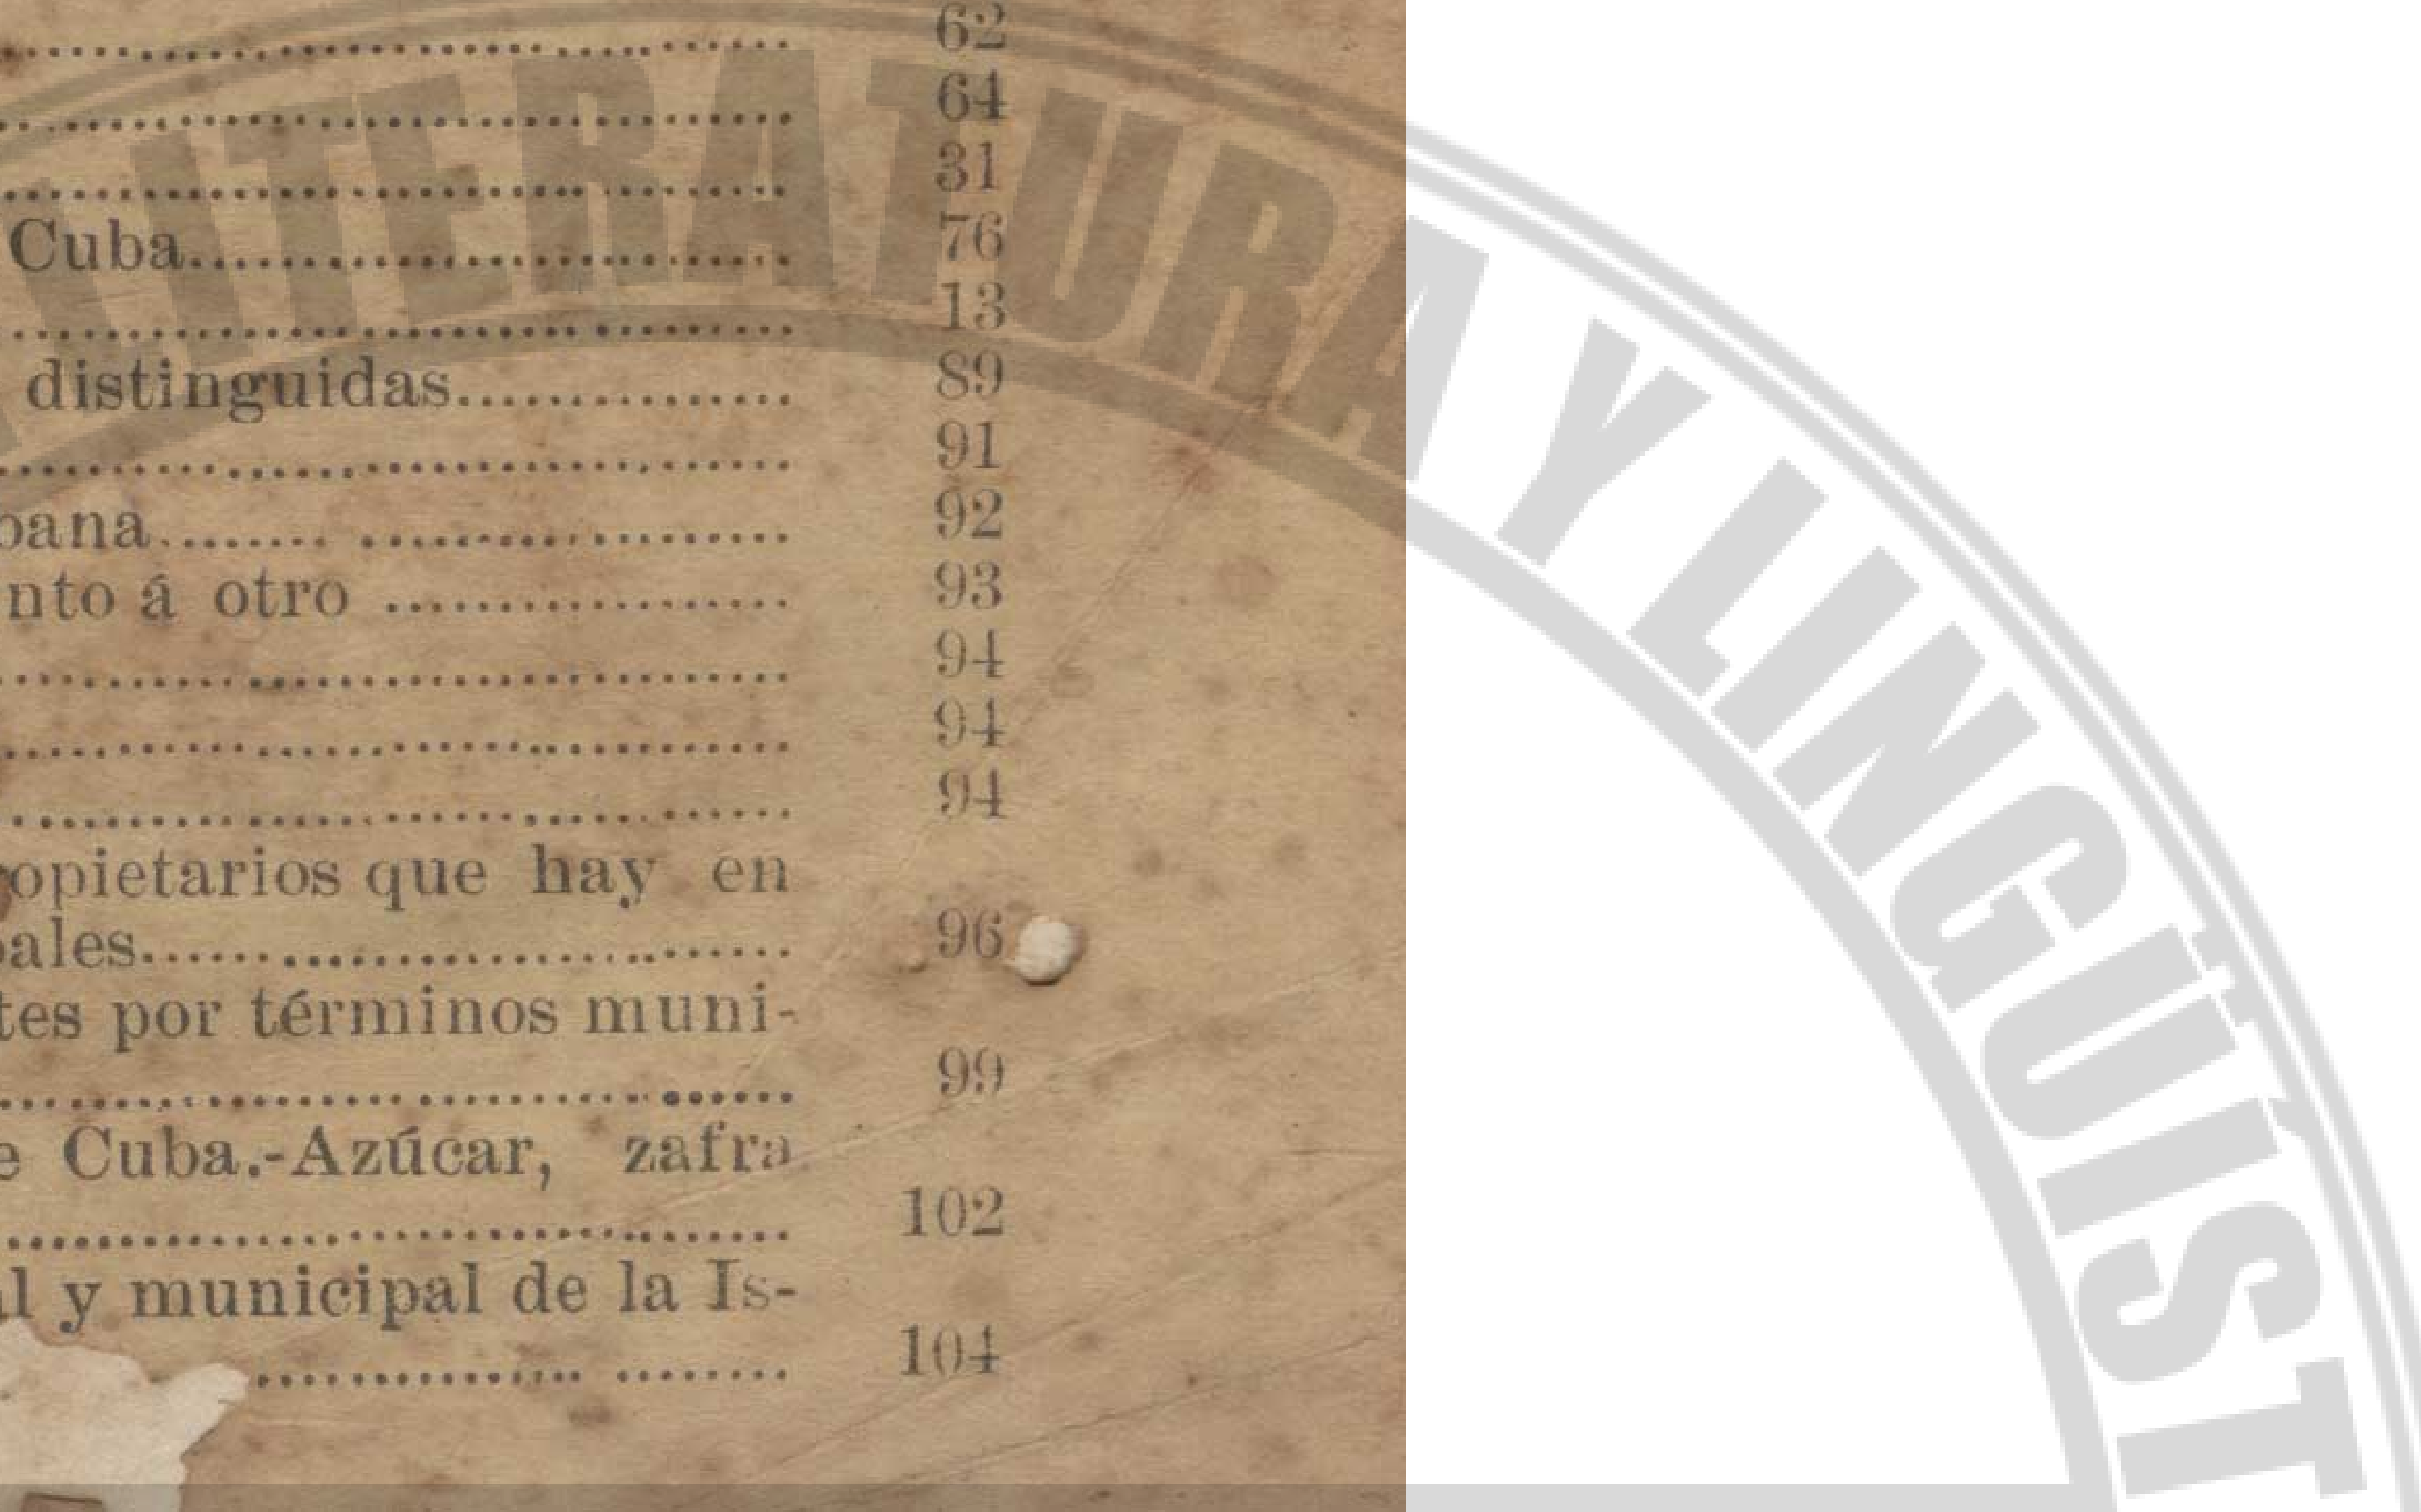 62
64
31
Cuba 76
13
distinguidas 89
91
92
nto á otro 93
94
94
94
opietarios que hay en
ales 96
tes por términos muni-
99
e Cuba.-Azúcar, zafra
102
l y municipal de la Is-
104
LITERATURA Y LINGÜÍST